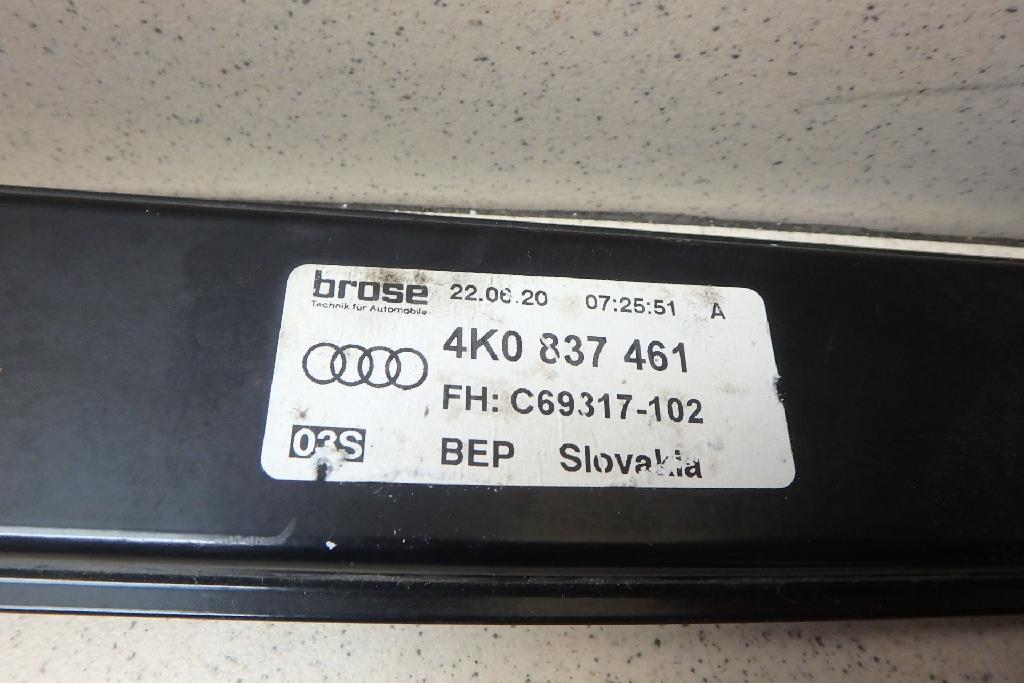 brose 22.06.20 07:25:51 A
Technik für Automobile
4K0 837 461
FH: C69317-102
03S BEP Slovakia